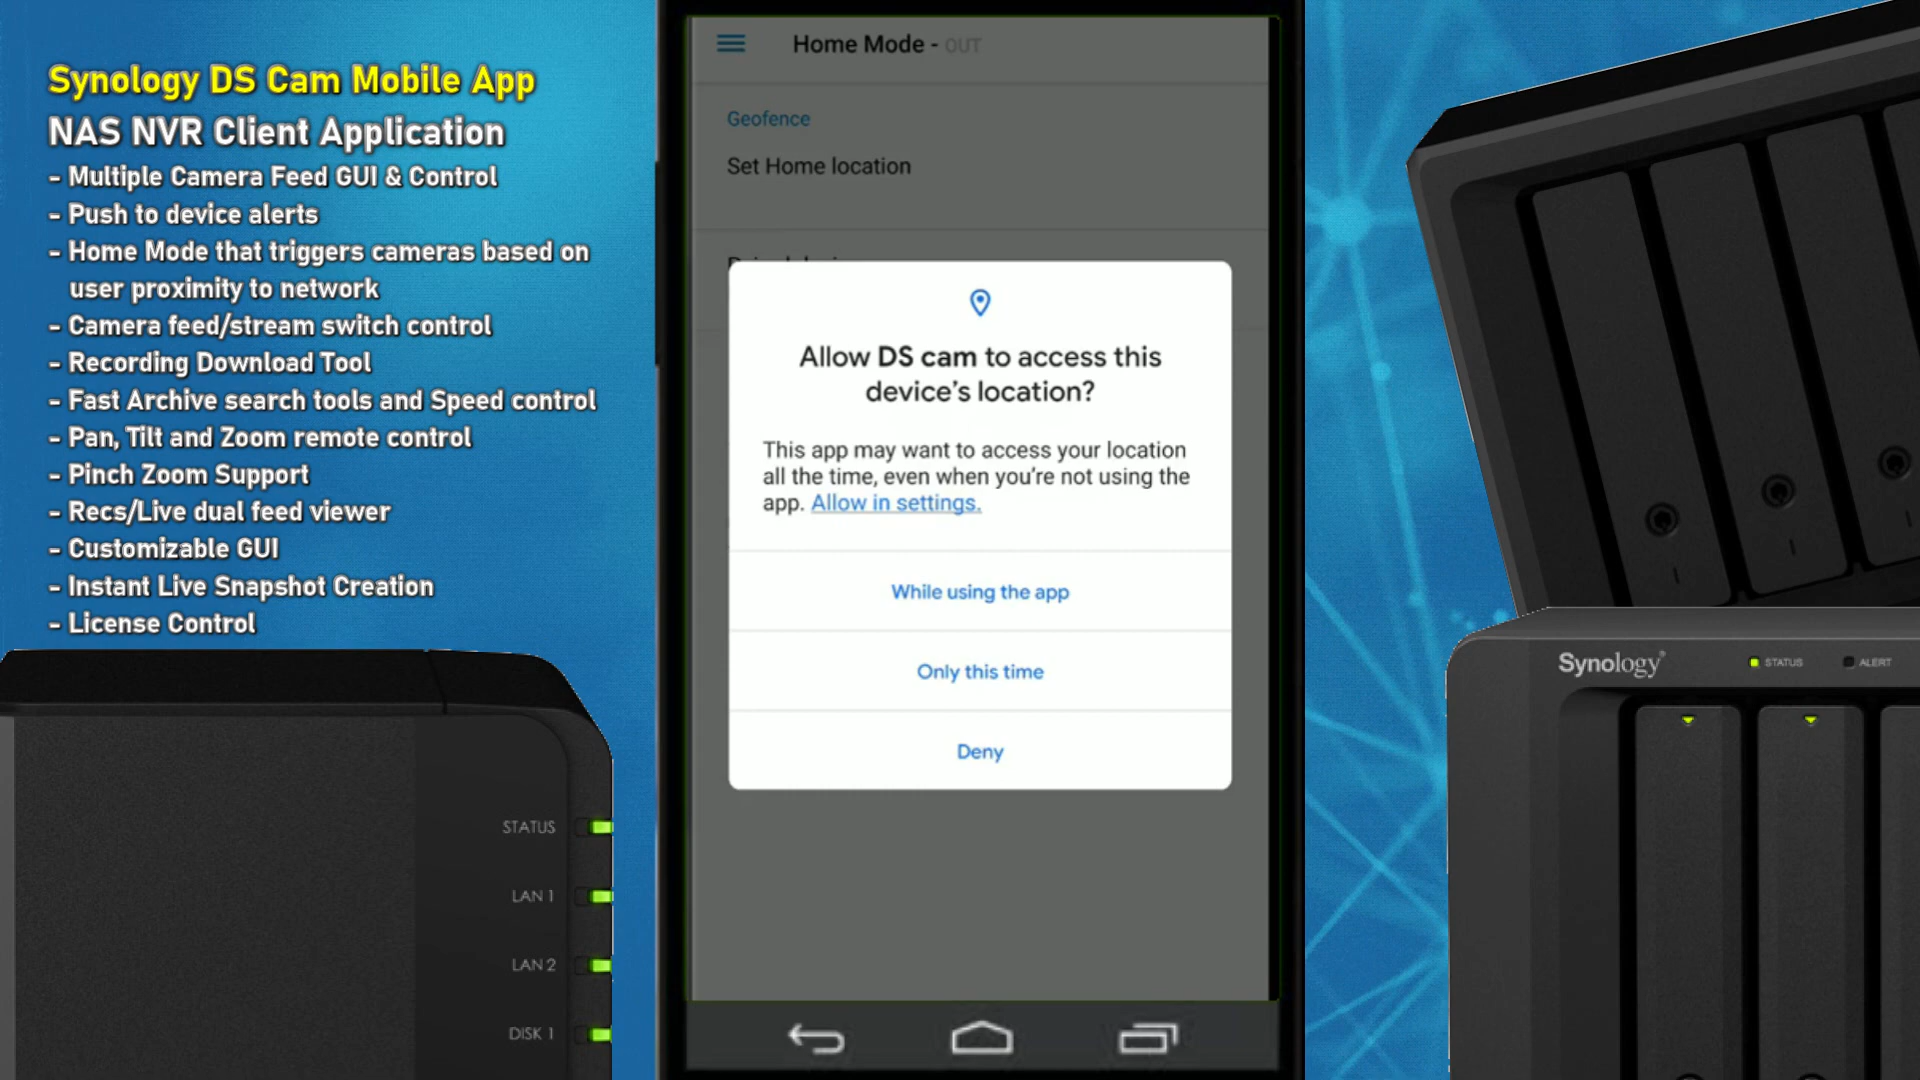 Synology DS Cam Mobile App
NAS NVR Client Application
- Multiple Camera Feed GUI & Control
- Push to device alerts
- Home Mode that triggers cameras based on
user proximity to network
- Camera feed/stream switch control
- Recording Download Tool
- Fast Archive search tools and Speed control
- Pan, Tilt and Zoom remote control
- Pinch Zoom Support
- Recs/Live dual feed viewer
- Customizable GUI
- Instant Live Snapshot Creation
- License Control
STATUS
LAN 1
LAN 2
DISK 1
Home Mode - OUT
Geofence
Set Home location
Allow DS cam to access this
device's location?
This app may want to access your location
all the time, even when you're not using the
app. Allow in settings.
While using the app
Only this time
Deny
Synology®
STATUS
ALERT